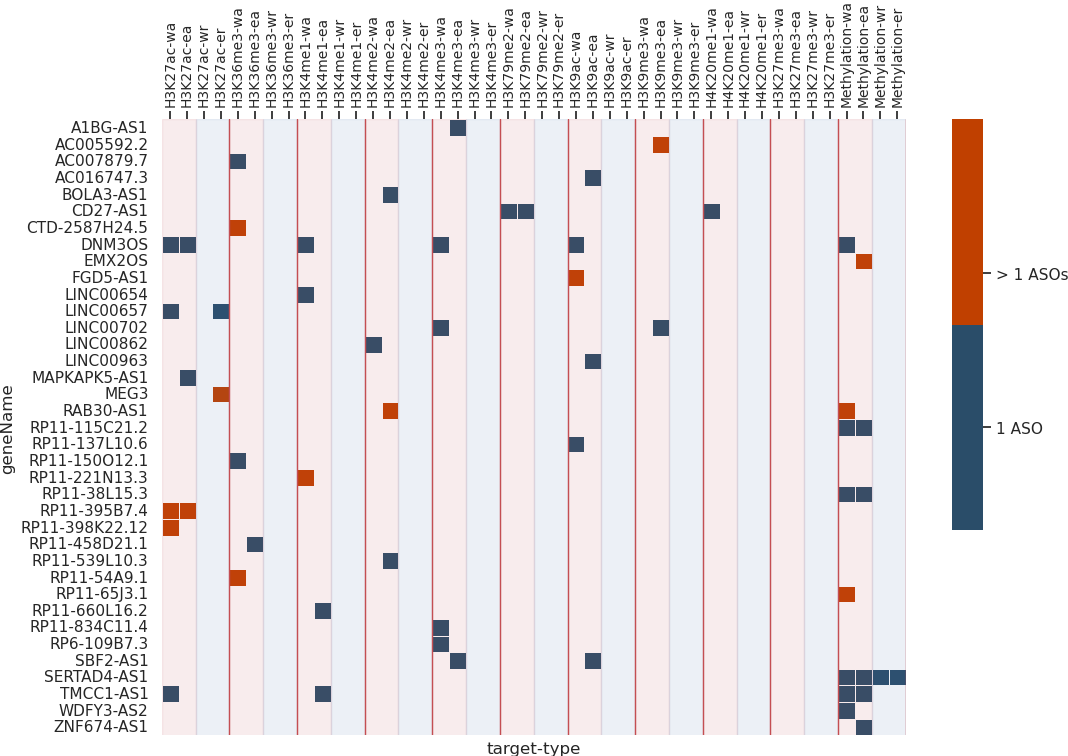 H3K27ac-wa
H3K27ac-ea
H3K27ac-wr
H3K27ac-er
H3K36me3-wa
H3K36me3-ea
H3K36me3-wr
H3K36me3-er
H3K4me1-wa
H3K4me1-ea
H3K4me1-wr
H3K4me1-er
H3K4me2-wa
H3K4me2-ea
H3K4me2-wr
H3K4me2-er
H3K4me3-wa
H3K4me3-ea
H3K4me3-wr
H3K4me3-er
H3K79me2-wa
H3K79me2-ea
H3K79me2-wr
H3K79me2-er
H3K9ac-wa
H3K9ac-ea
H3K9ac-wr
H3K9ac-er
H3K9me3-wa
H3K9me3-ea
H3K9me3-wr
H3K9me3-er
H4K20me1-wa
H4K20me1-ea
H4K20me1-wr
H4K20me1-er
H3K27me3-wa
H3K27me3-ea
H3K27me3-wr
H3K27me3-er
Methylation-wa
Methylation-ea
Methylation-wr
Methylation-er
A1BG-AS1
AC005592.2
AC007879.7
AC016747.3
BOLA3-AS1
CD27-AS1
CTD-2587H24.5
DNM3OS
EMX2OS
FGD5-AS1
LINC00654
LINC00657
LINC00702
LINC00862
LINC00963
MAPKAPK5-AS1
MEG3
RAB30-AS1
RP11-115C21.2
RP11-137L10.6
RP11-150O12.1
RP11-221N13.3
RP11-38L15.3
RP11-395B7.4
RP11-398K22.12
RP11-458D21.1
RP11-539L10.3
RP11-54A9.1
RP11-65J3.1
RP11-660L16.2
RP11-834C11.4
RP6-109B7.3
SBF2-AS1
SERTAD4-AS1
TMCC1-AS1
WDFY3-AS2
ZNF674-AS1
geneName
target-type
> 1 ASOs
1 ASO